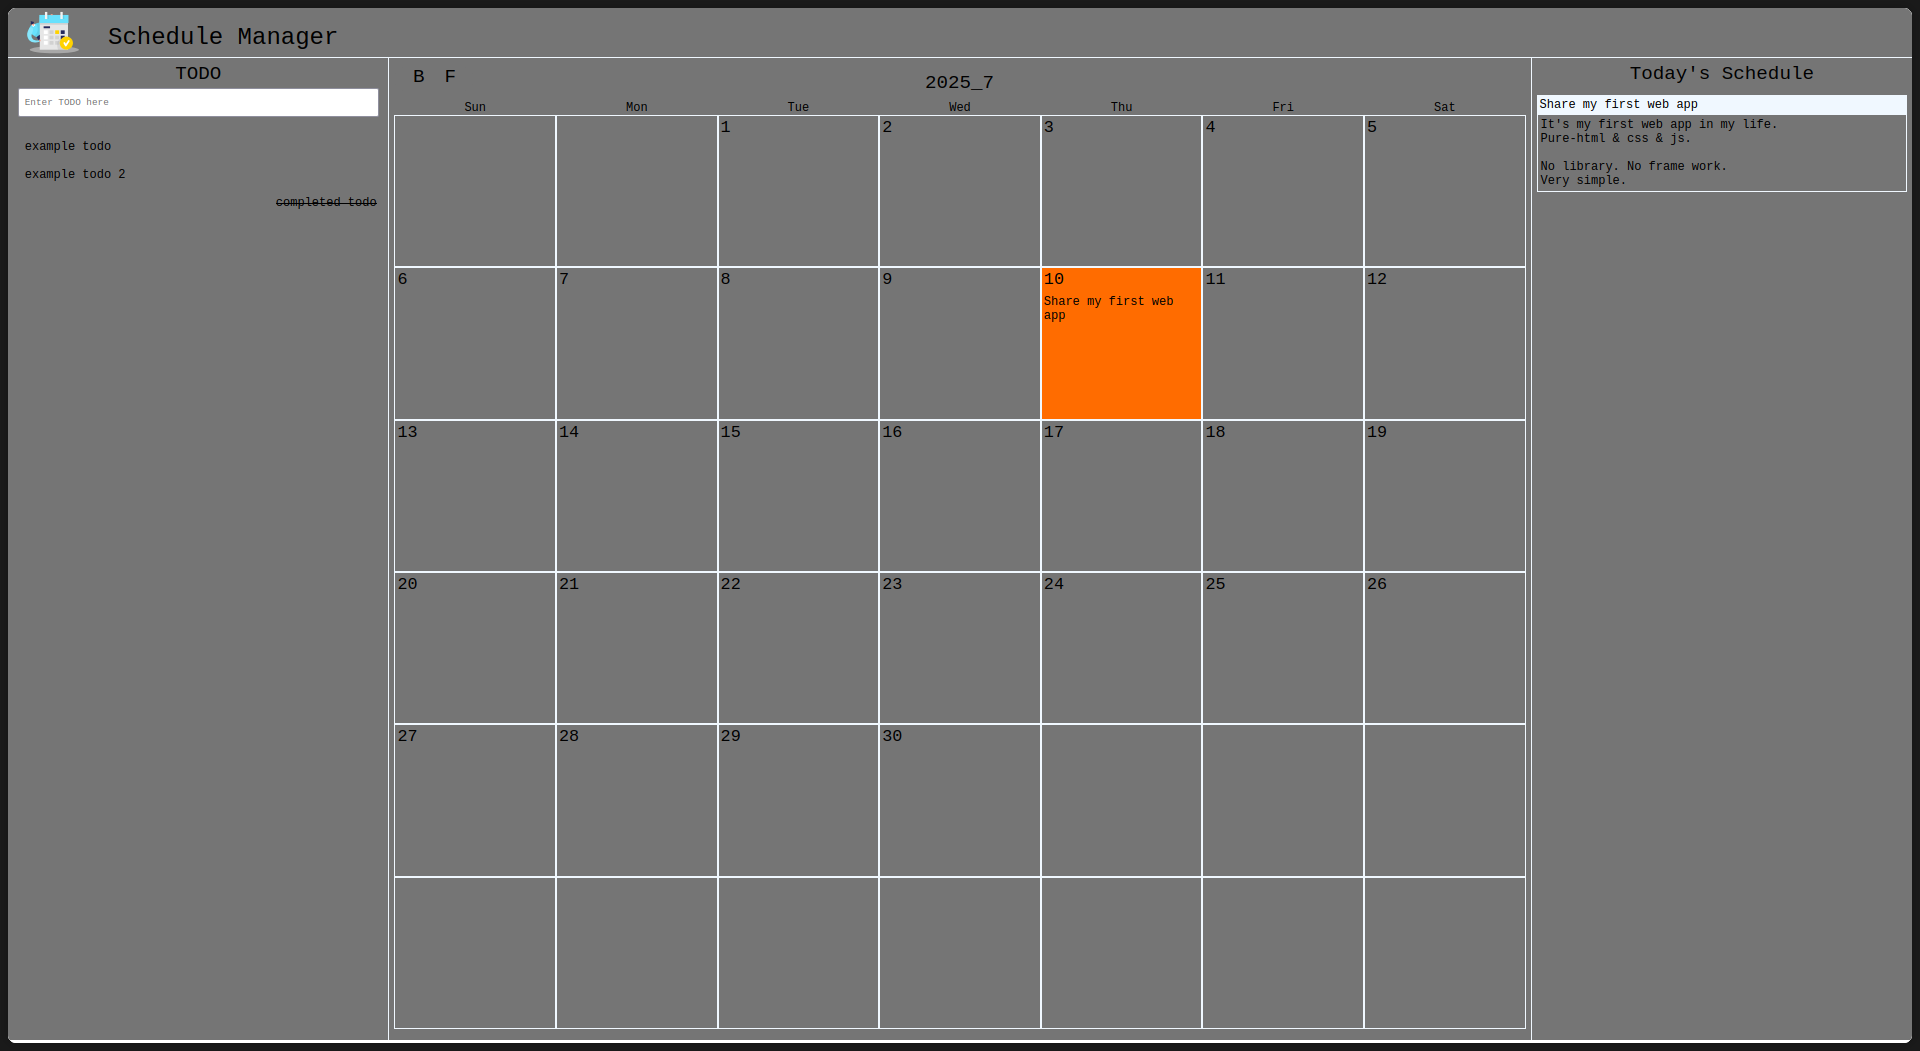 Schedule Manager
TODO
Enter TODO here
example todo
example todo 2
completed todo
B F
2025_7
Sun Mon Tue Wed Thu Fri Sat
1 2 3 4 5
6 7 8 9 10 11 12
Share my first web
app
13 14 15 16 17 18 19
20 21 22 23 24 25 26
27 28 29 30
Today's Schedule
Share my first web app
It's my first web app in my life.
Pure-html & css & js.
No library. No frame work.
Very simple.